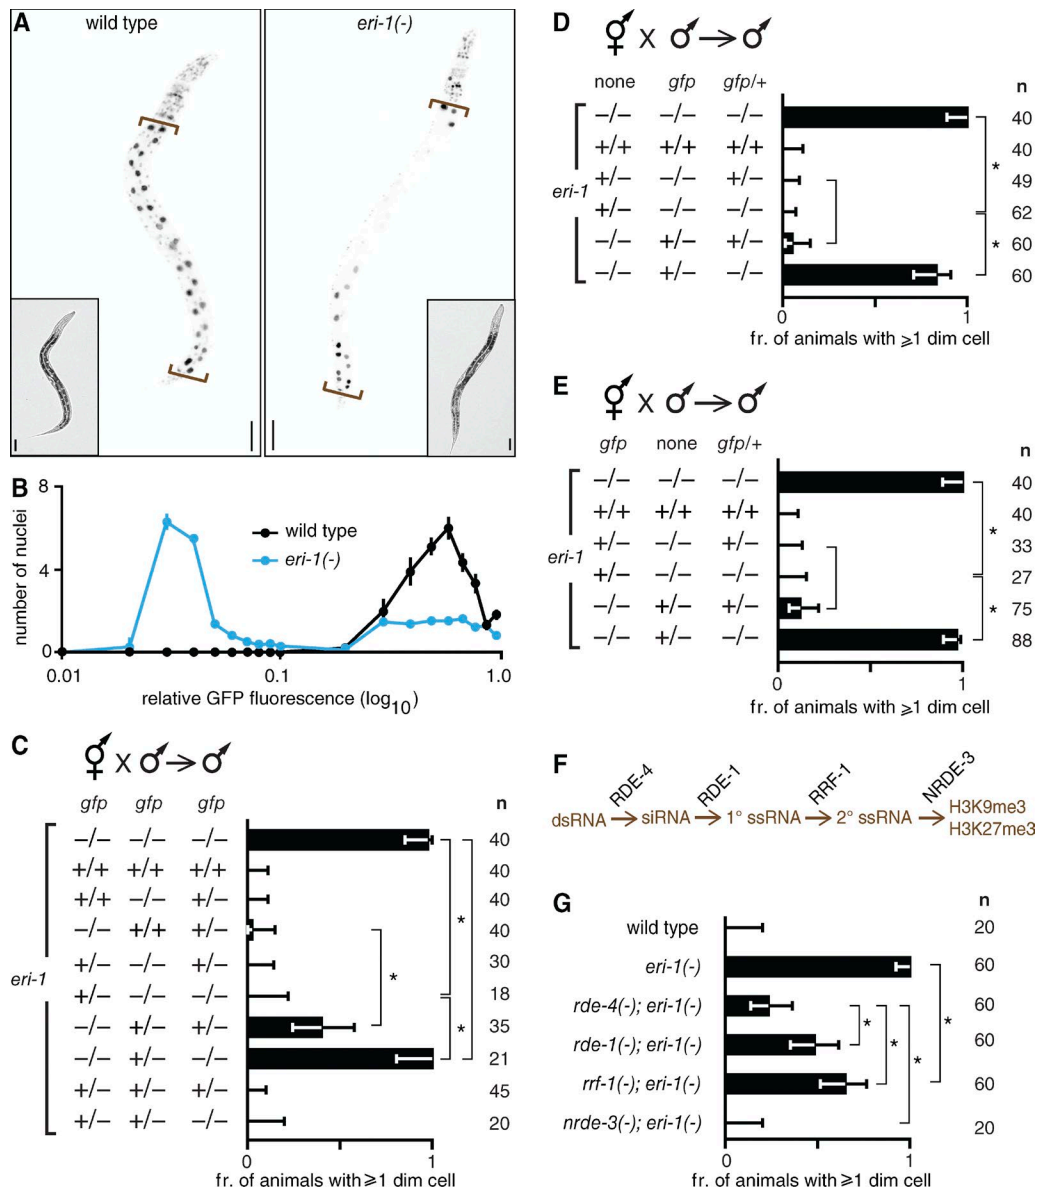 A
wild type
eri-1(-)
B
8
4
0
number of nuclei
wild type
eri-1(-)
0.01
0.1
1.0
relative GFP fluorescence (log10)
C
⚥ X ♂ → ♂
gfp gfp gfp n
eri-1
−/− −/− −/− 40
+/+ +/+ +/+ 40
+/+ −/− +/− 40
−/− +/+ +/− 40
+/− −/− +/− 30
+/− −/− −/− 18
−/− +/− +/− 35
−/− +/− −/− 21
+/− +/− +/− 45
+/− +/− −/− 20
*
*
*
0 1
fr. of animals with ⩾1 dim cell
D
⚥ X ♂ → ♂
none gfp gfp/+ n
eri-1
−/− −/− −/− 40
+/+ +/+ +/+ 40
+/− −/− +/− 49
+/− −/− −/− 62
−/− +/− +/− 60
−/− +/− −/− 60
*
*
0 1
fr. of animals with ⩾1 dim cell
E
⚥ X ♂ → ♂
gfp none gfp/+ n
eri-1
−/− −/− −/− 40
+/+ +/+ +/+ 40
+/− −/− +/− 33
+/− −/− −/− 27
−/− +/− +/− 75
−/− +/− −/− 88
*
*
0 1
fr. of animals with ⩾1 dim cell
F
RDE-4 RDE-1 RRF-1 NRDE-3
dsRNA → siRNA → 1° ssRNA → 2° ssRNA → H3K9me3
H3K27me3
G
n
wild type 20
eri-1(-) 60
rde-4(-); eri-1(-) 60
rde-1(-); eri-1(-) 60
rrf-1(-); eri-1(-) 60
nrde-3(-); eri-1(-) 20
*
*
*
*
0 1
fr. of animals with ⩾1 dim cell